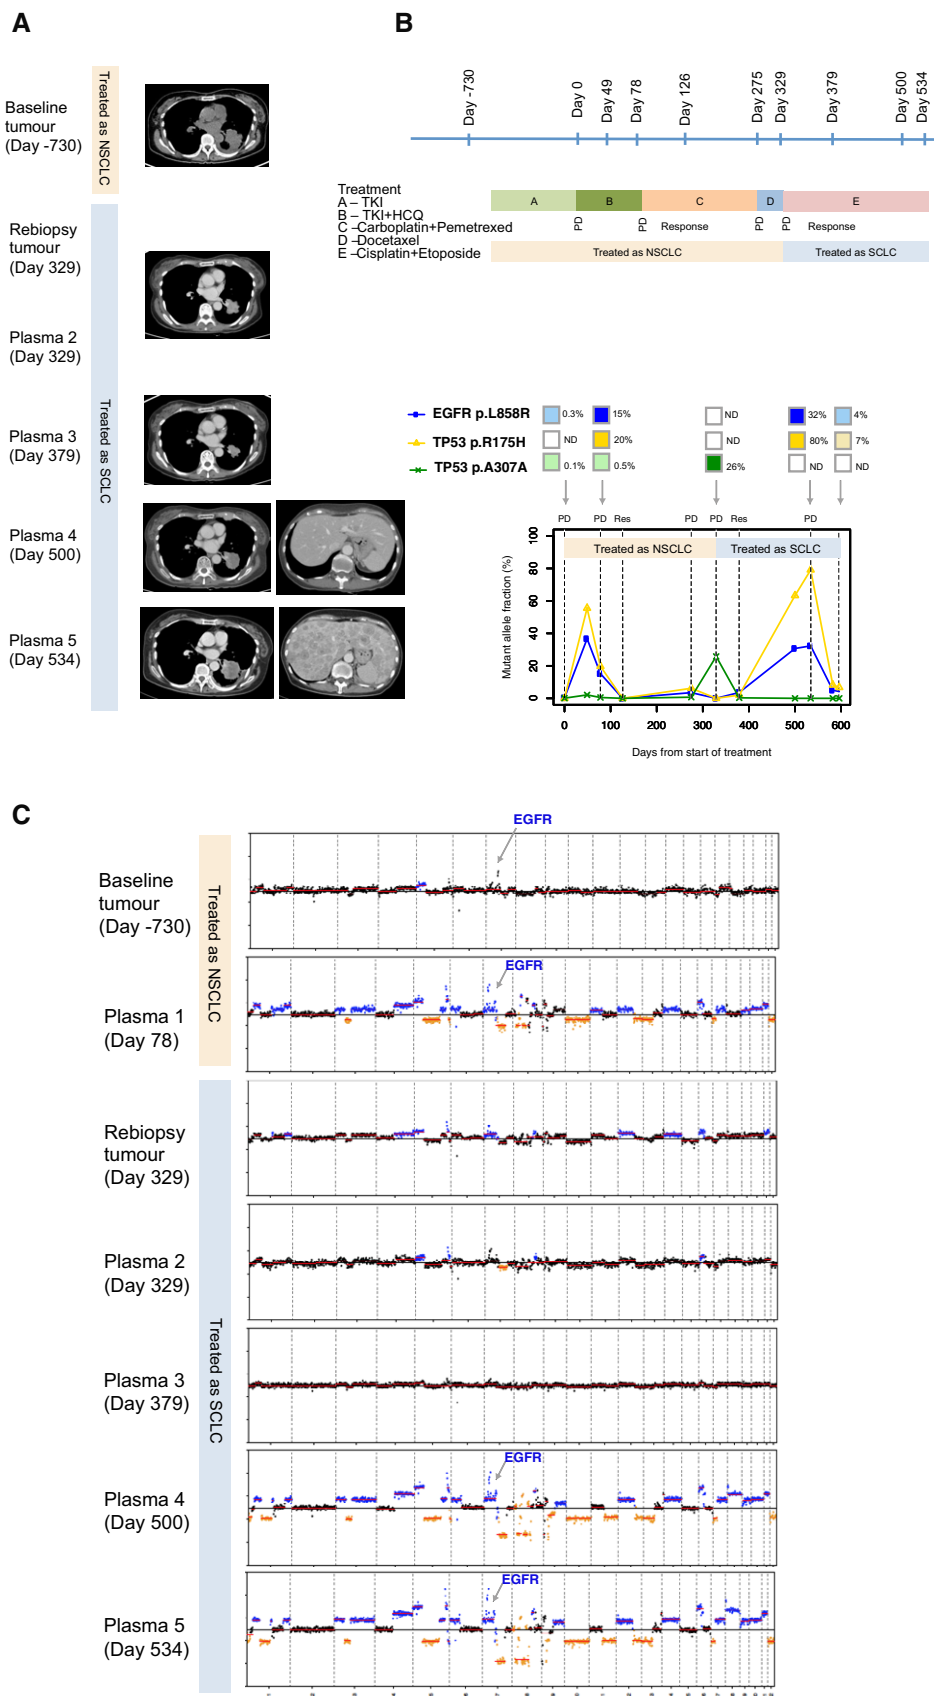 A
B
Baseline
tumour
(Day -730)
Treated as NSCLC
Rebiopsy
tumour
(Day 329)
Plasma 2
(Day 329)
Plasma 3
(Day 379)
Plasma 4
(Day 500)
Plasma 5
(Day 534)
Treated as SCLC
Day -730
Day 0
Day 49
Day 78
Day 126
Day 275
Day 329
Day 379
Day 500
Day 534
Treatment
A – TKI
B – TKI+HCQ
C –Carboplatin+Pemetrexed
D –Docetaxel
E –Cisplatin+Etoposide
A B C D E
PD PD Response PD PD Response
Treated as NSCLC Treated as SCLC
EGFR p.L858R 0.3% 15% ND 32% 4%
TP53 p.R175H ND 20% ND 80% 7%
TP53 p.A307A 0.1% 0.5% 26% ND ND
PD PD Res PD PD Res PD
Treated as NSCLC Treated as SCLC
Mutant allele fraction (%)
100
80
60
40
20
0
0 100 200 300 400 500 600
Days from start of treatment
C
Treated as NSCLC
Baseline
tumour
(Day -730)
EGFR
Plasma 1
(Day 78)
EGFR
Treated as SCLC
Rebiopsy
tumour
(Day 329)
Plasma 2
(Day 329)
Plasma 3
(Day 379)
Plasma 4
(Day 500)
EGFR
Plasma 5
(Day 534)
EGFR